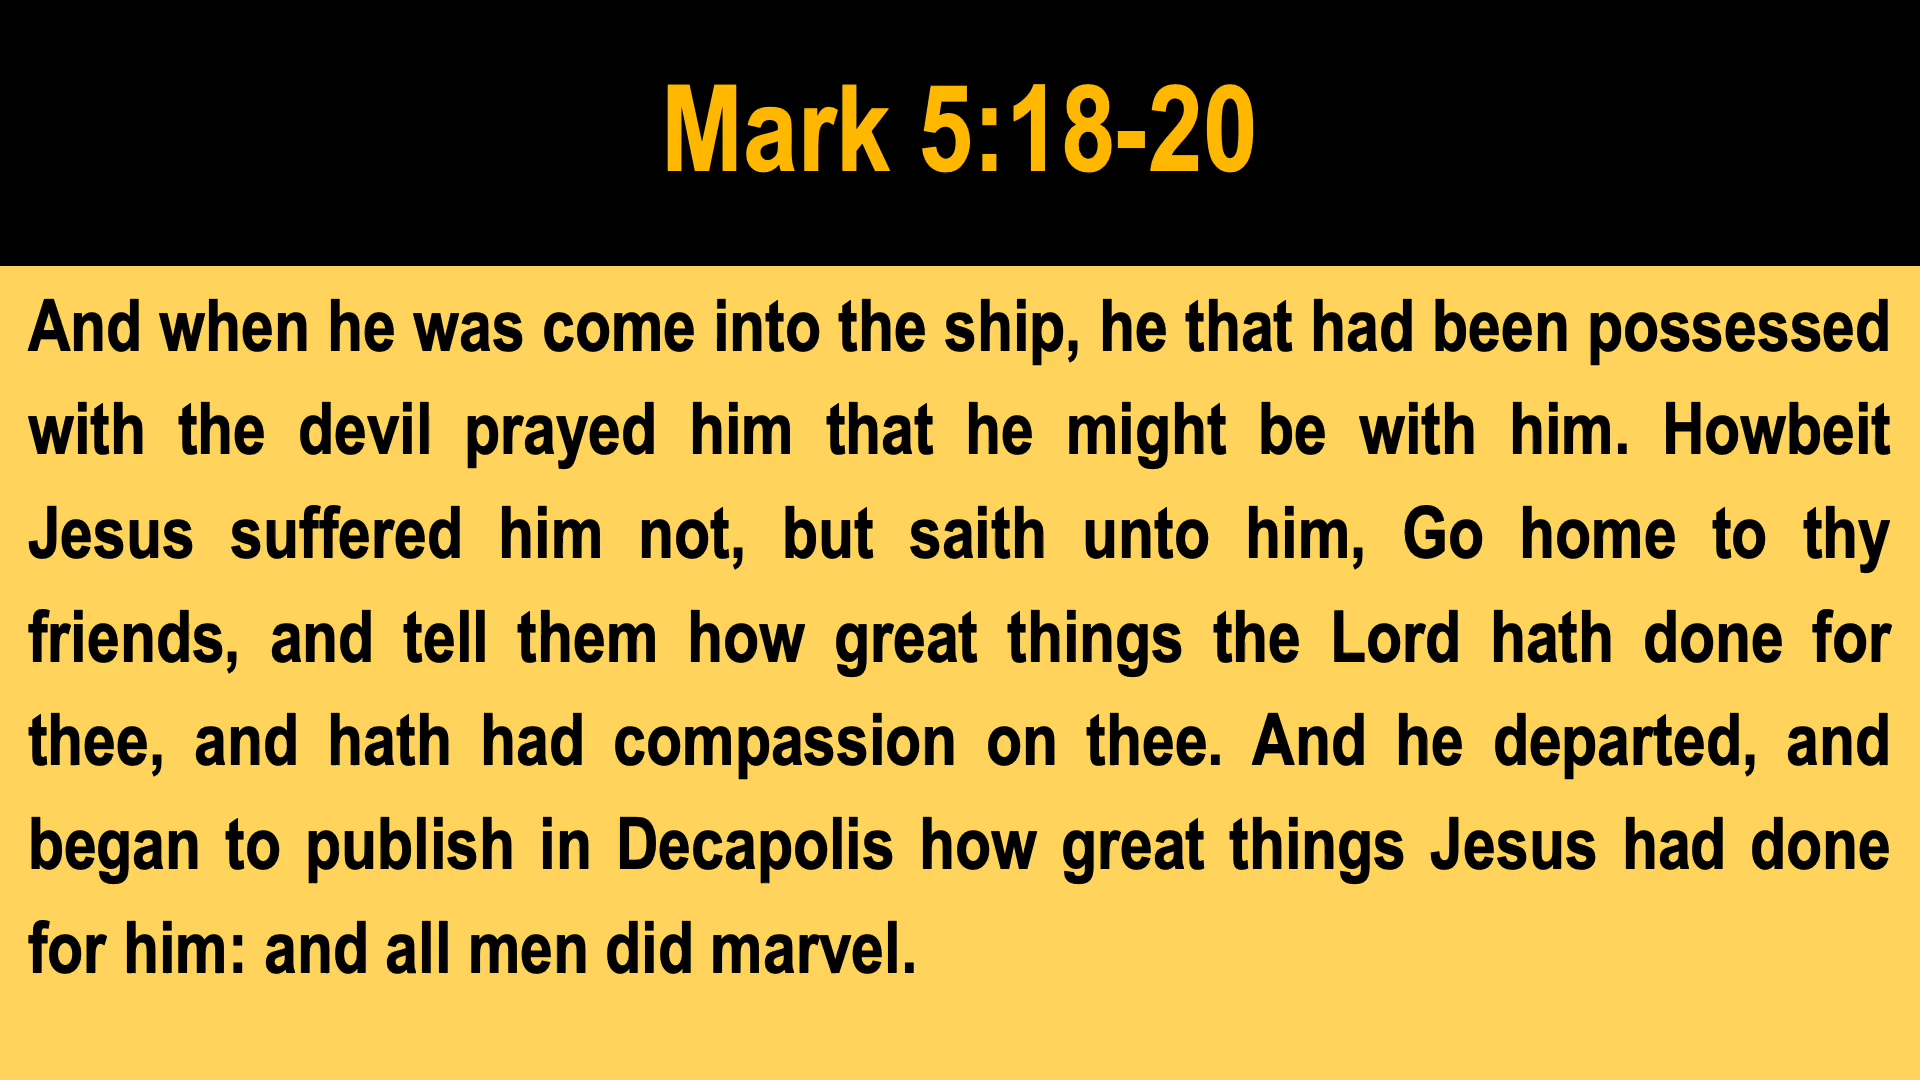 Mark 5:18-20
And when he was come into the ship, he that had been possessed
with the devil prayed him that he might be with him. Howbeit
Jesus suffered him not, but saith unto him, Go home to thy
friends, and tell them how great things the Lord hath done for
thee, and hath had compassion on thee. And he departed, and
began to publish in Decapolis how great things Jesus had done
for him: and all men did marvel.